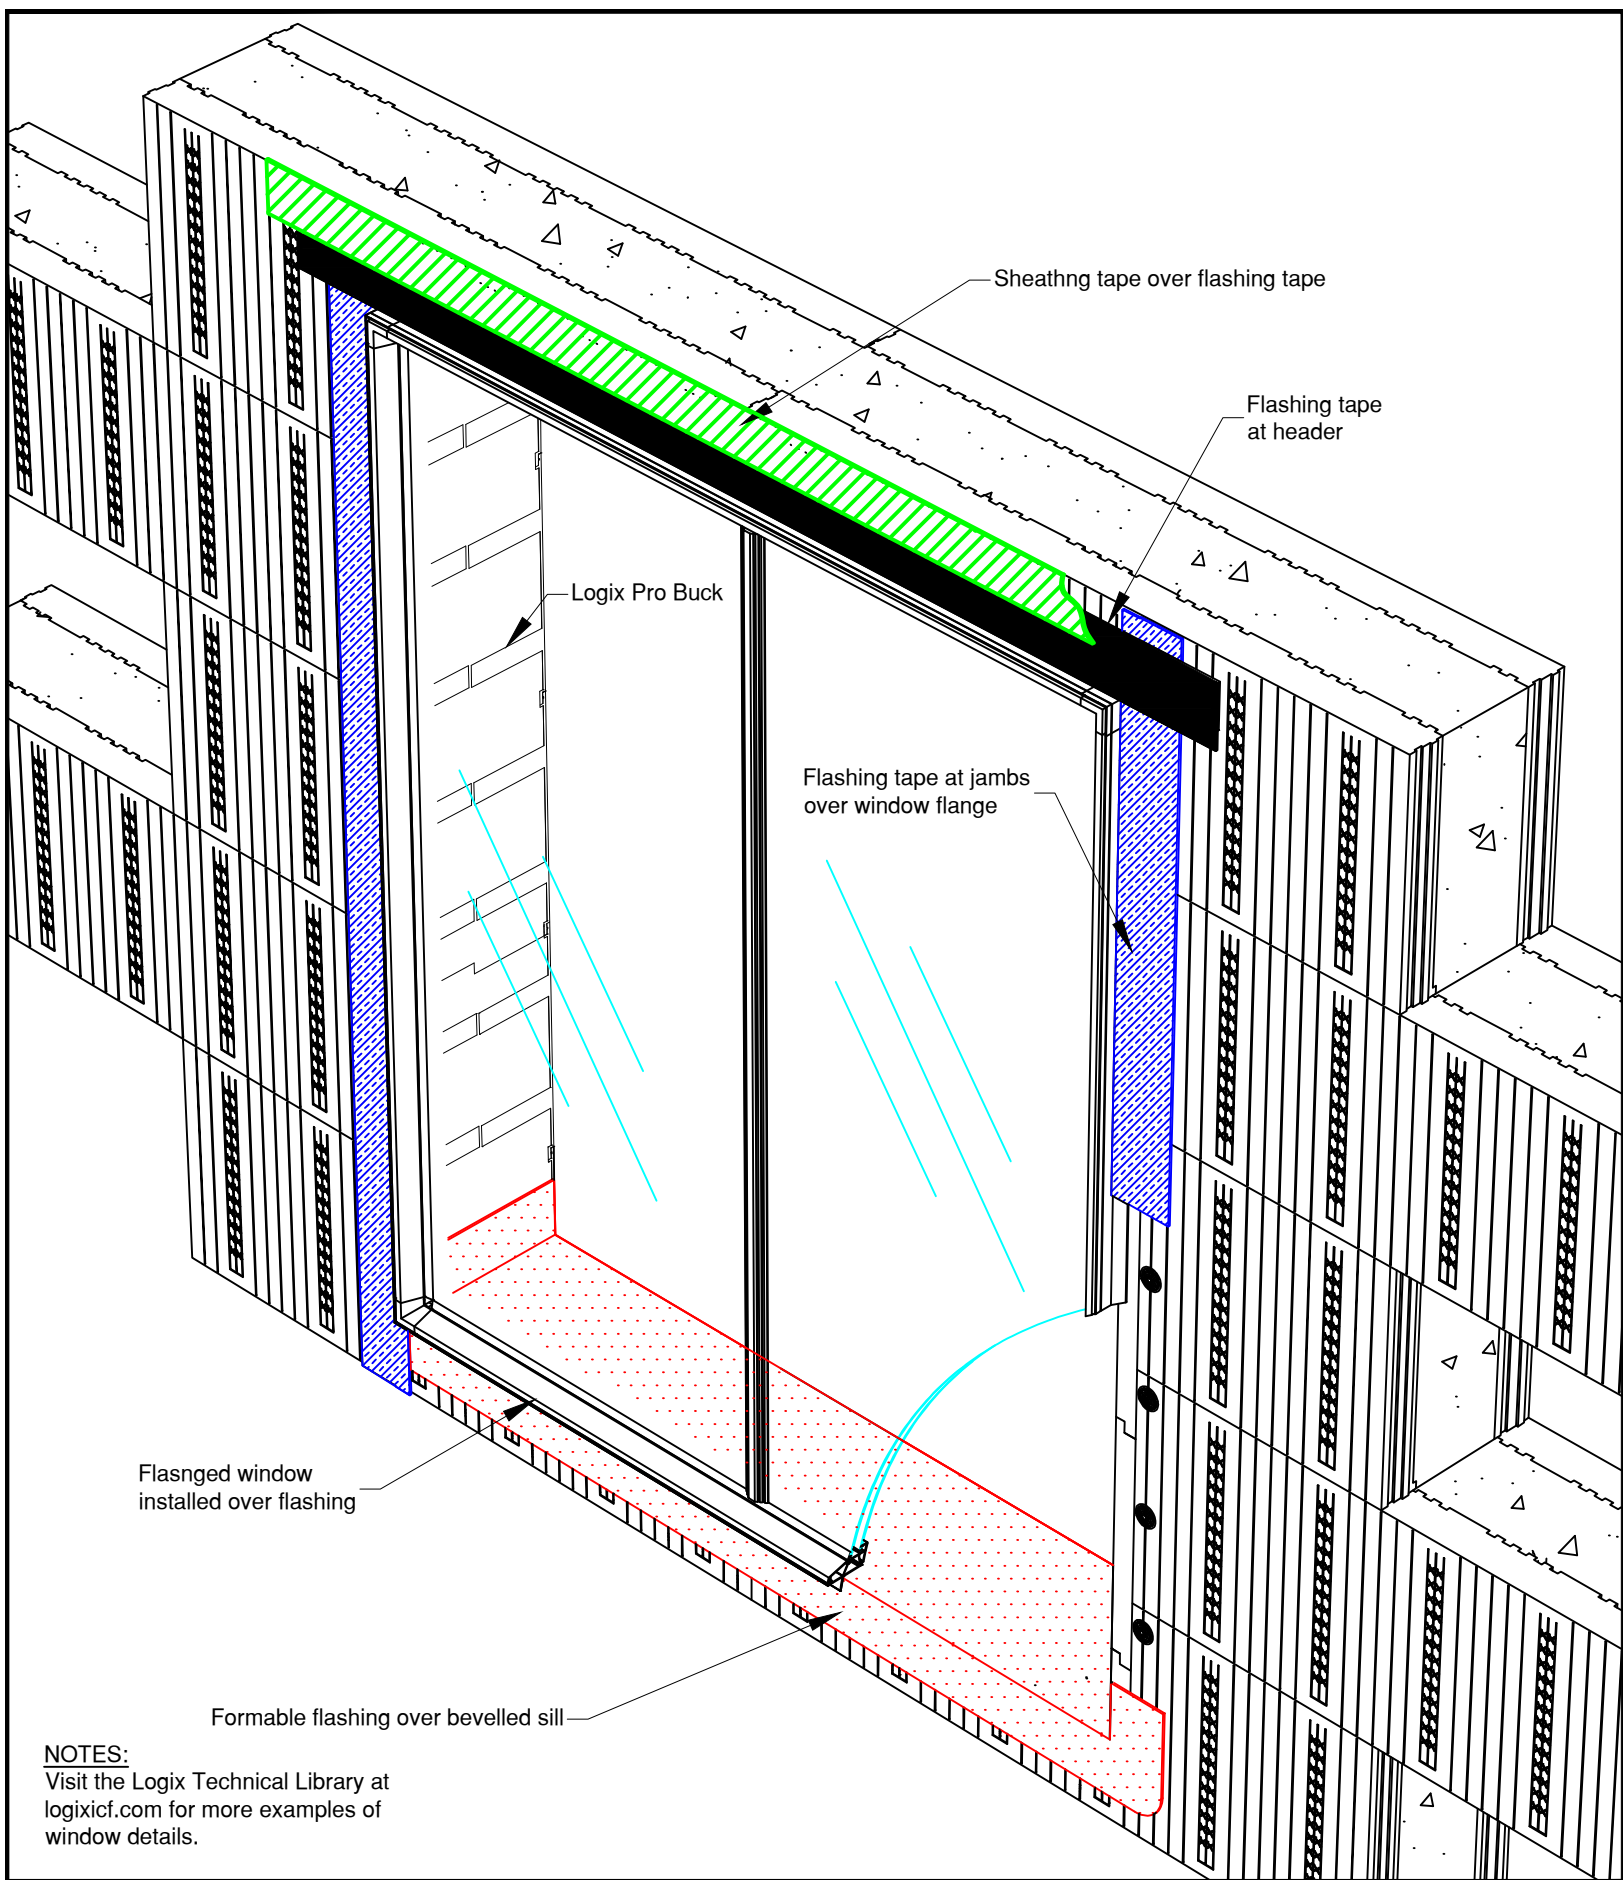 Sheathng tape over flashing tape
Flashing tape
at header
Logix Pro Buck
Flashing tape at jambs
over window flange
Flasnged window
installed over flashing
Formable flashing over bevelled sill
NOTES:
Visit the Logix Technical Library at
logixicf.com for more examples of
window details.